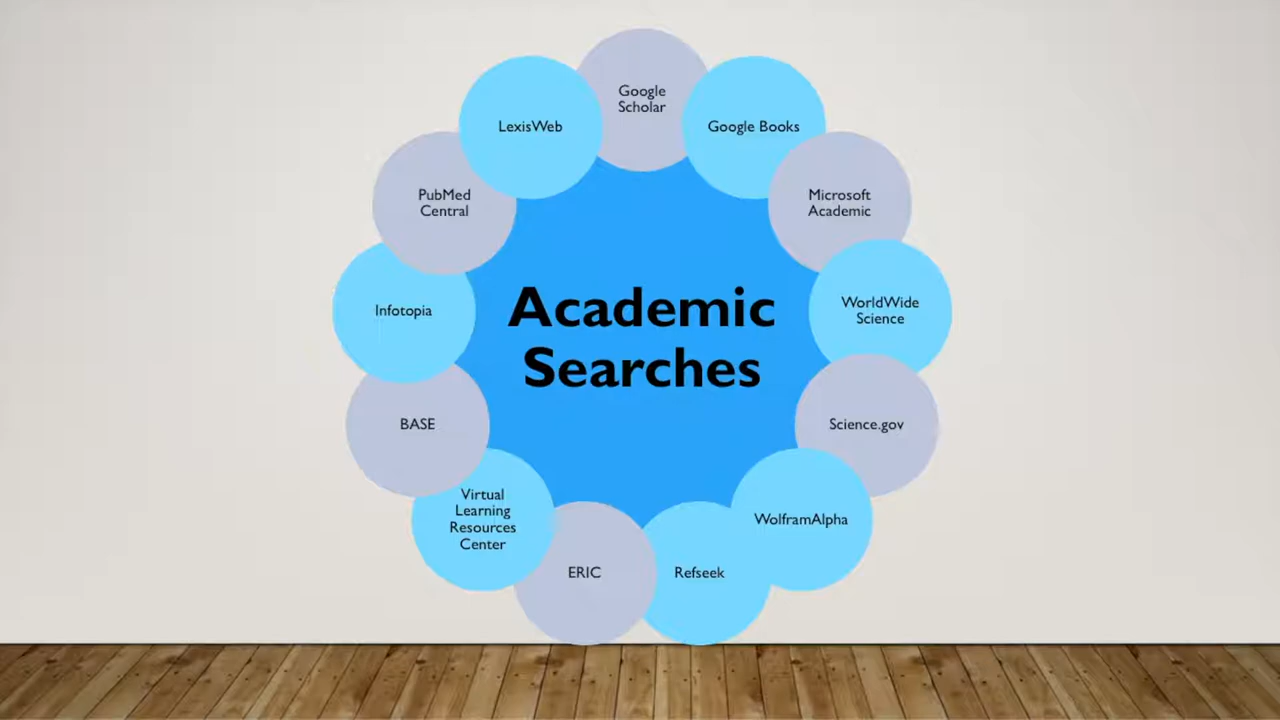 Google
Scholar
Google Books
Microsoft
Academic
WorldWide
Science
Science.gov
WolframAlpha
Refseek
ERIC
Virtual
Learning
Resources
Center
BASE
Infotopia
PubMed
Central
LexisWeb
Academic
Searches